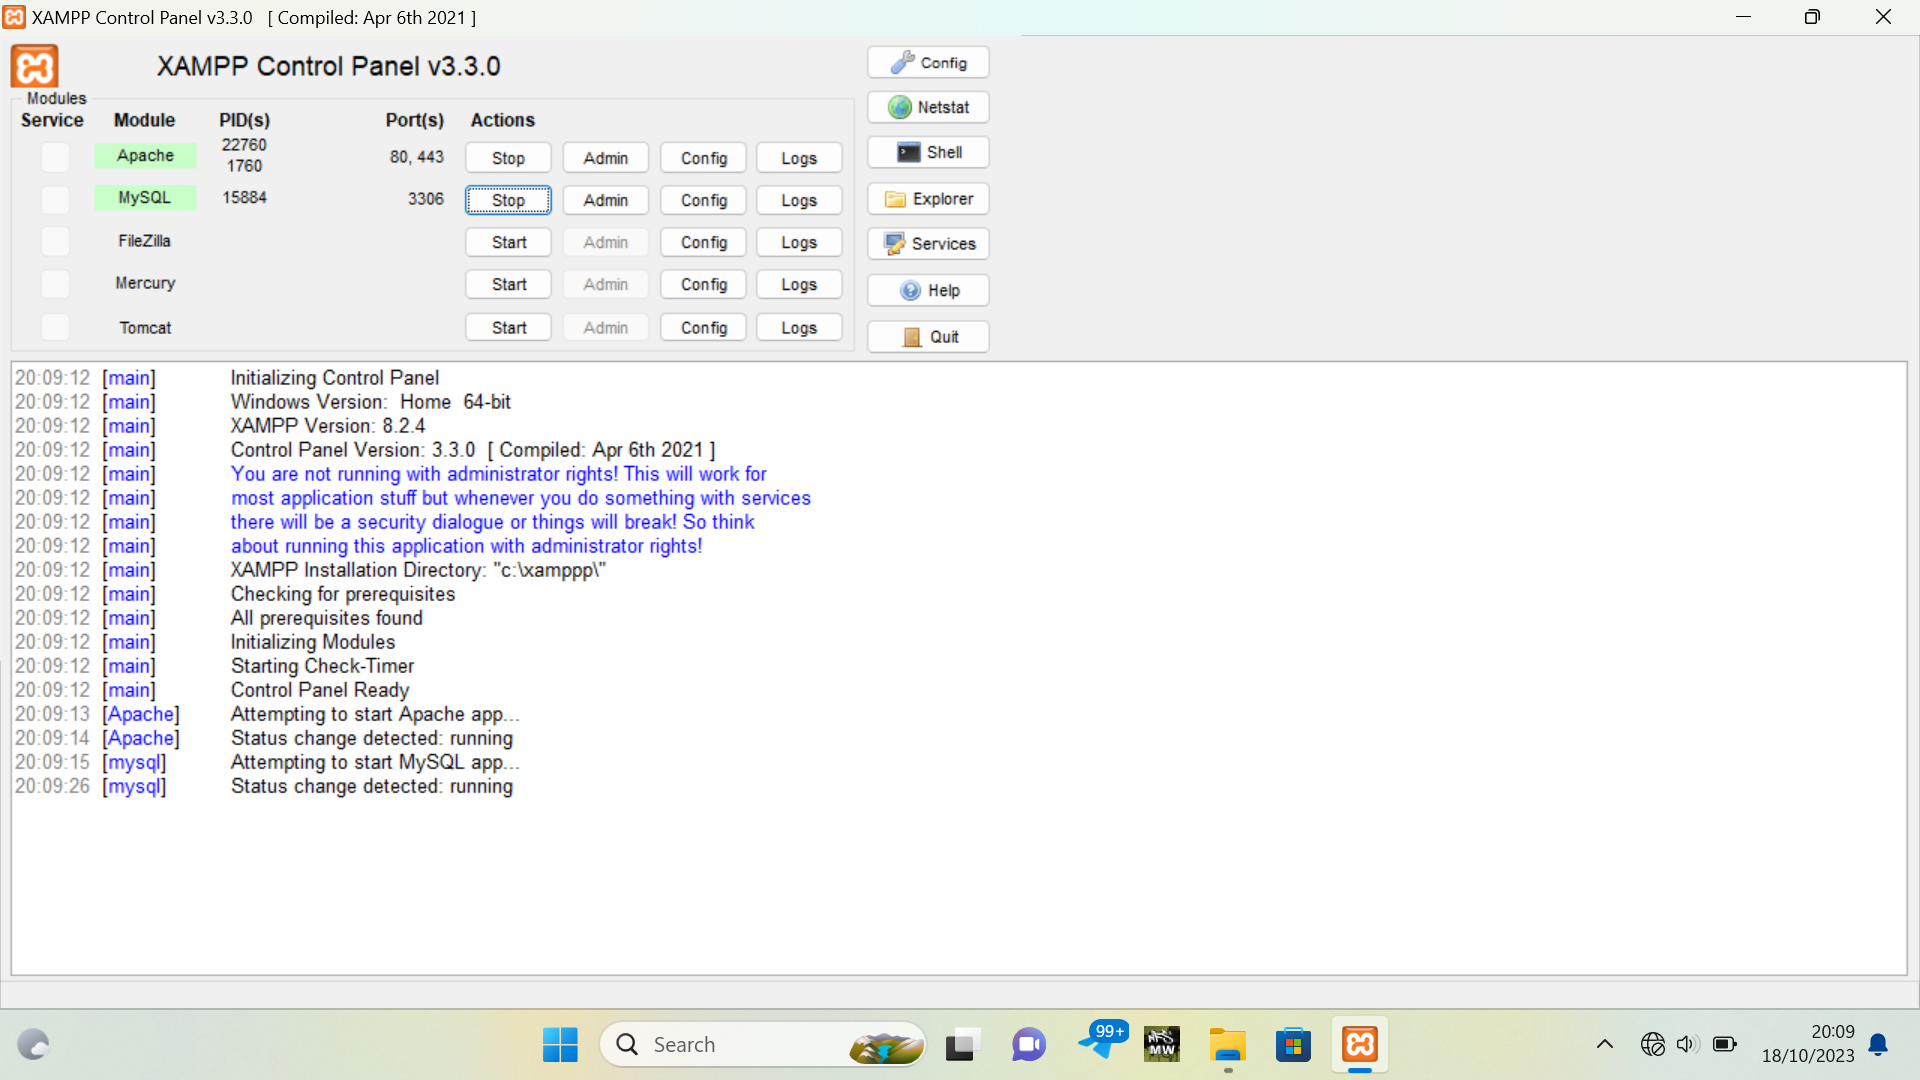 XAMPP Control Panel v3.3.0 [ Compiled: Apr 6th 2021 ]
XAMPP Control Panel v3.3.0
Modules
Service Module PID(s) Port(s) Actions
Apache 22760 1760 80, 443 Stop Admin Config Logs
MySQL 15884 3306 Stop Admin Config Logs
FileZilla Start Admin Config Logs
Mercury Start Admin Config Logs
Tomcat Start Admin Config Logs
Config
Netstat
Shell
Explorer
Services
Help
Quit
20:09:12 [main] Initializing Control Panel
20:09:12 [main] Windows Version: Home 64-bit
20:09:12 [main] XAMPP Version: 8.2.4
20:09:12 [main] Control Panel Version: 3.3.0 [ Compiled: Apr 6th 2021 ]
20:09:12 [main] You are not running with administrator rights! This will work for
20:09:12 [main] most application stuff but whenever you do something with services
20:09:12 [main] there will be a security dialogue or things will break! So think
20:09:12 [main] about running this application with administrator rights!
20:09:12 [main] XAMPP Installation Directory: "c:\xamppp\"
20:09:12 [main] Checking for prerequisites
20:09:12 [main] All prerequisites found
20:09:12 [main] Initializing Modules
20:09:12 [main] Starting Check-Timer
20:09:12 [main] Control Panel Ready
20:09:13 [Apache] Attempting to start Apache app...
20:09:14 [Apache] Status change detected: running
20:09:15 [mysql] Attempting to start MySQL app...
20:09:26 [mysql] Status change detected: running
Search
99+
NFS
MW
20:09
18/10/2023